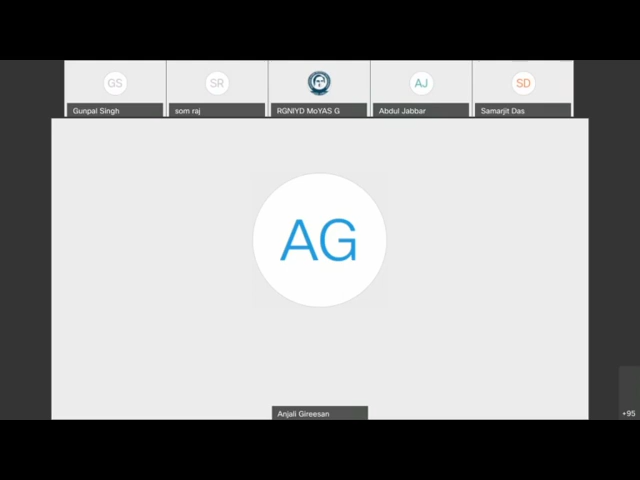 GS
SR
AJ
SD
Gunpal Singh
som raj
RGNIYD MoYAS G
Abdul Jabbar
Samarjit Das
AG
Anjali Gireesan
+95